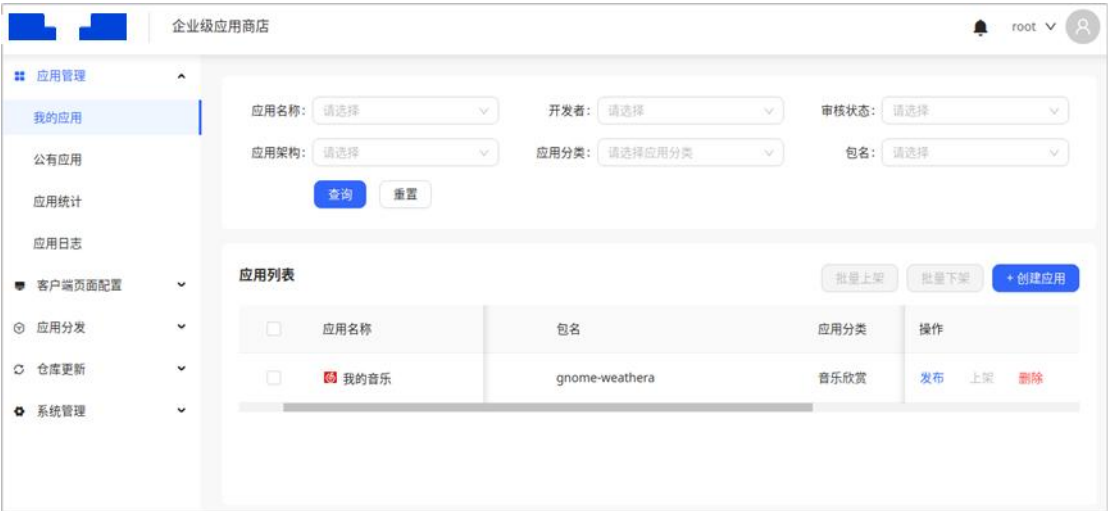 企业级应用商店
root
应用管理
我的应用
公有应用
应用统计
应用日志
客户端页面配置
应用分发
仓库更新
系统管理
应用名称： 请选择 开发者： 请选择 审核状态： 请选择
应用架构： 请选择 应用分类： 请选择应用分类 包名： 请选择
查询 重置
应用列表 批量上架 批量下架 + 创建应用
应用名称 包名 应用分类 操作
我的音乐 gnome-weathera 音乐欣赏 发布 上架 删除